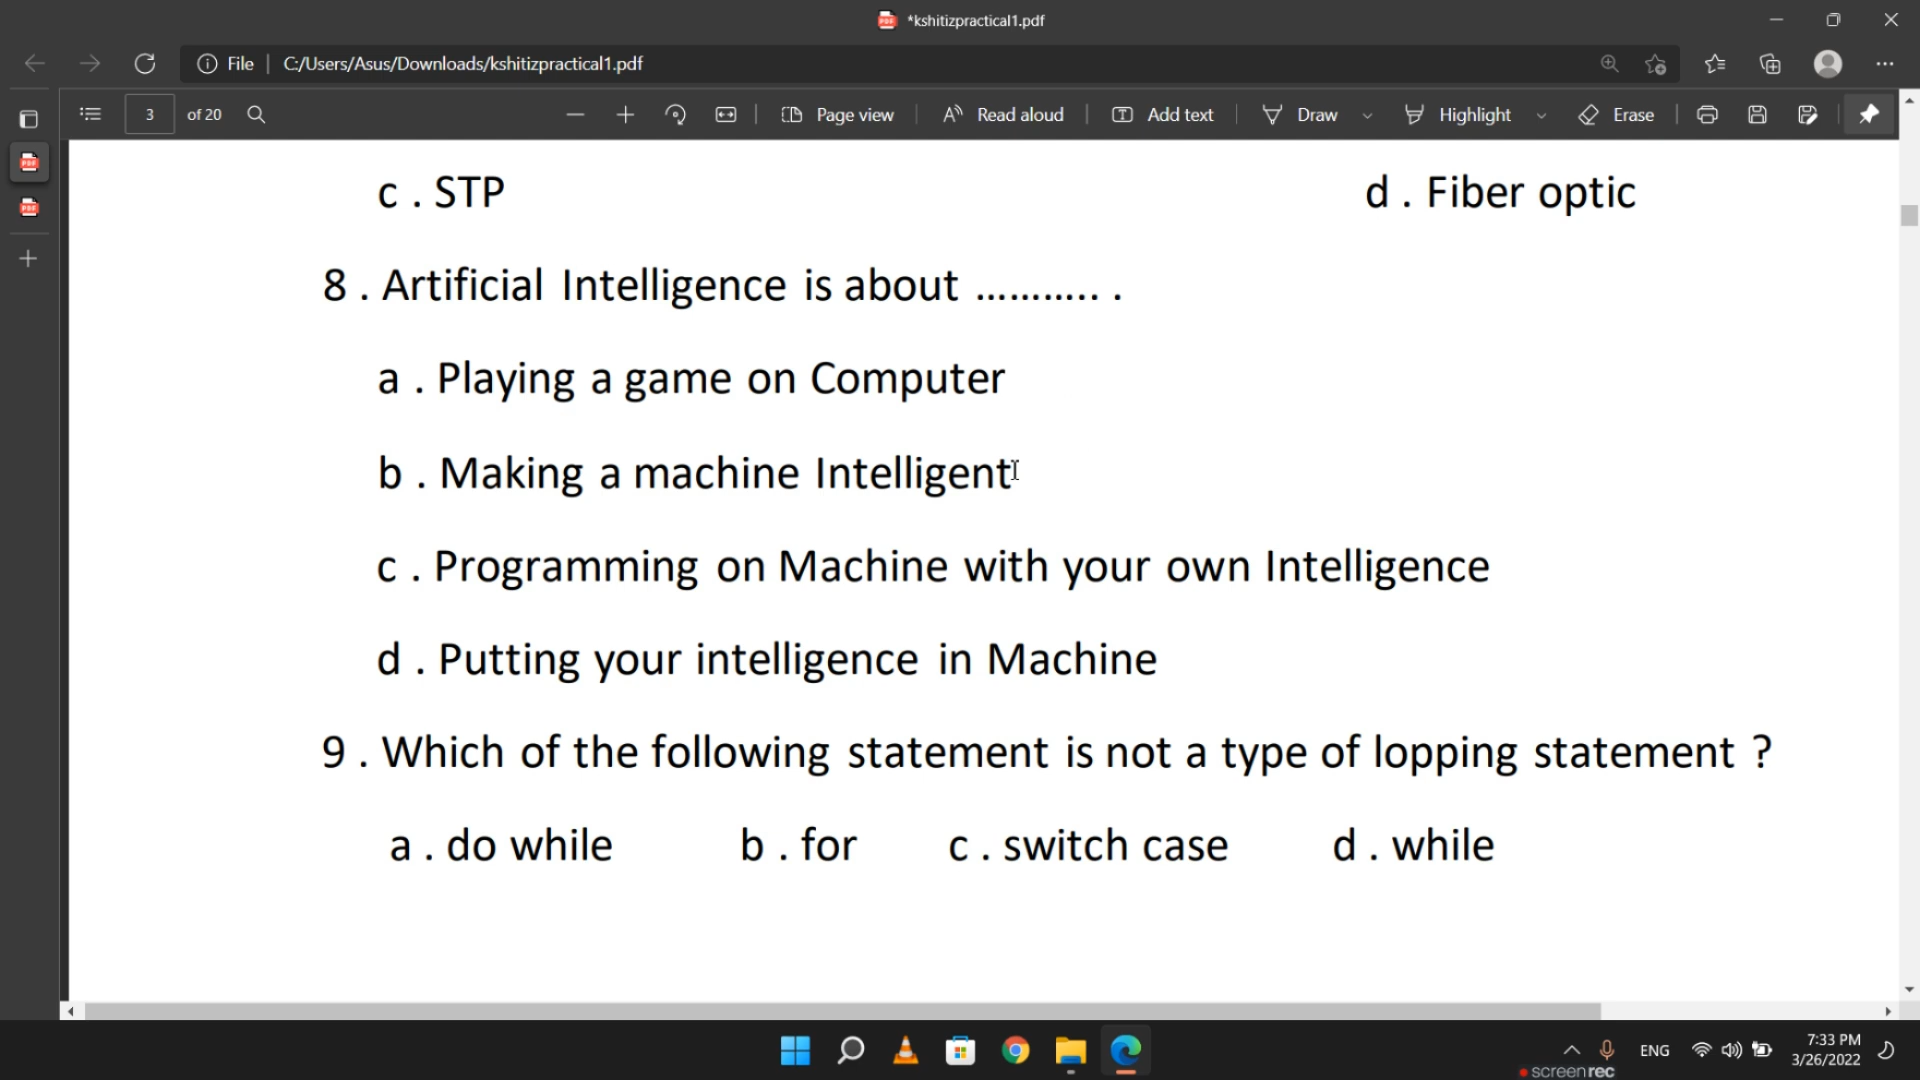 *kshitizpractical1.pdf
File | C:/Users/Asus/Downloads/kshitizpractical1.pdf
3 of 20 Page view Read aloud Add text Draw Highlight Erase
c . STP d . Fiber optic
8 . Artificial Intelligence is about ........... .
a . Playing a game on Computer
b . Making a machine Intelligent
c . Programming on Machine with your own Intelligence
d . Putting your intelligence in Machine
9 . Which of the following statement is not a type of lopping statement ?
a . do while b . for c . switch case d . while
ENG 7:33 PM
3/26/2022
screenrec